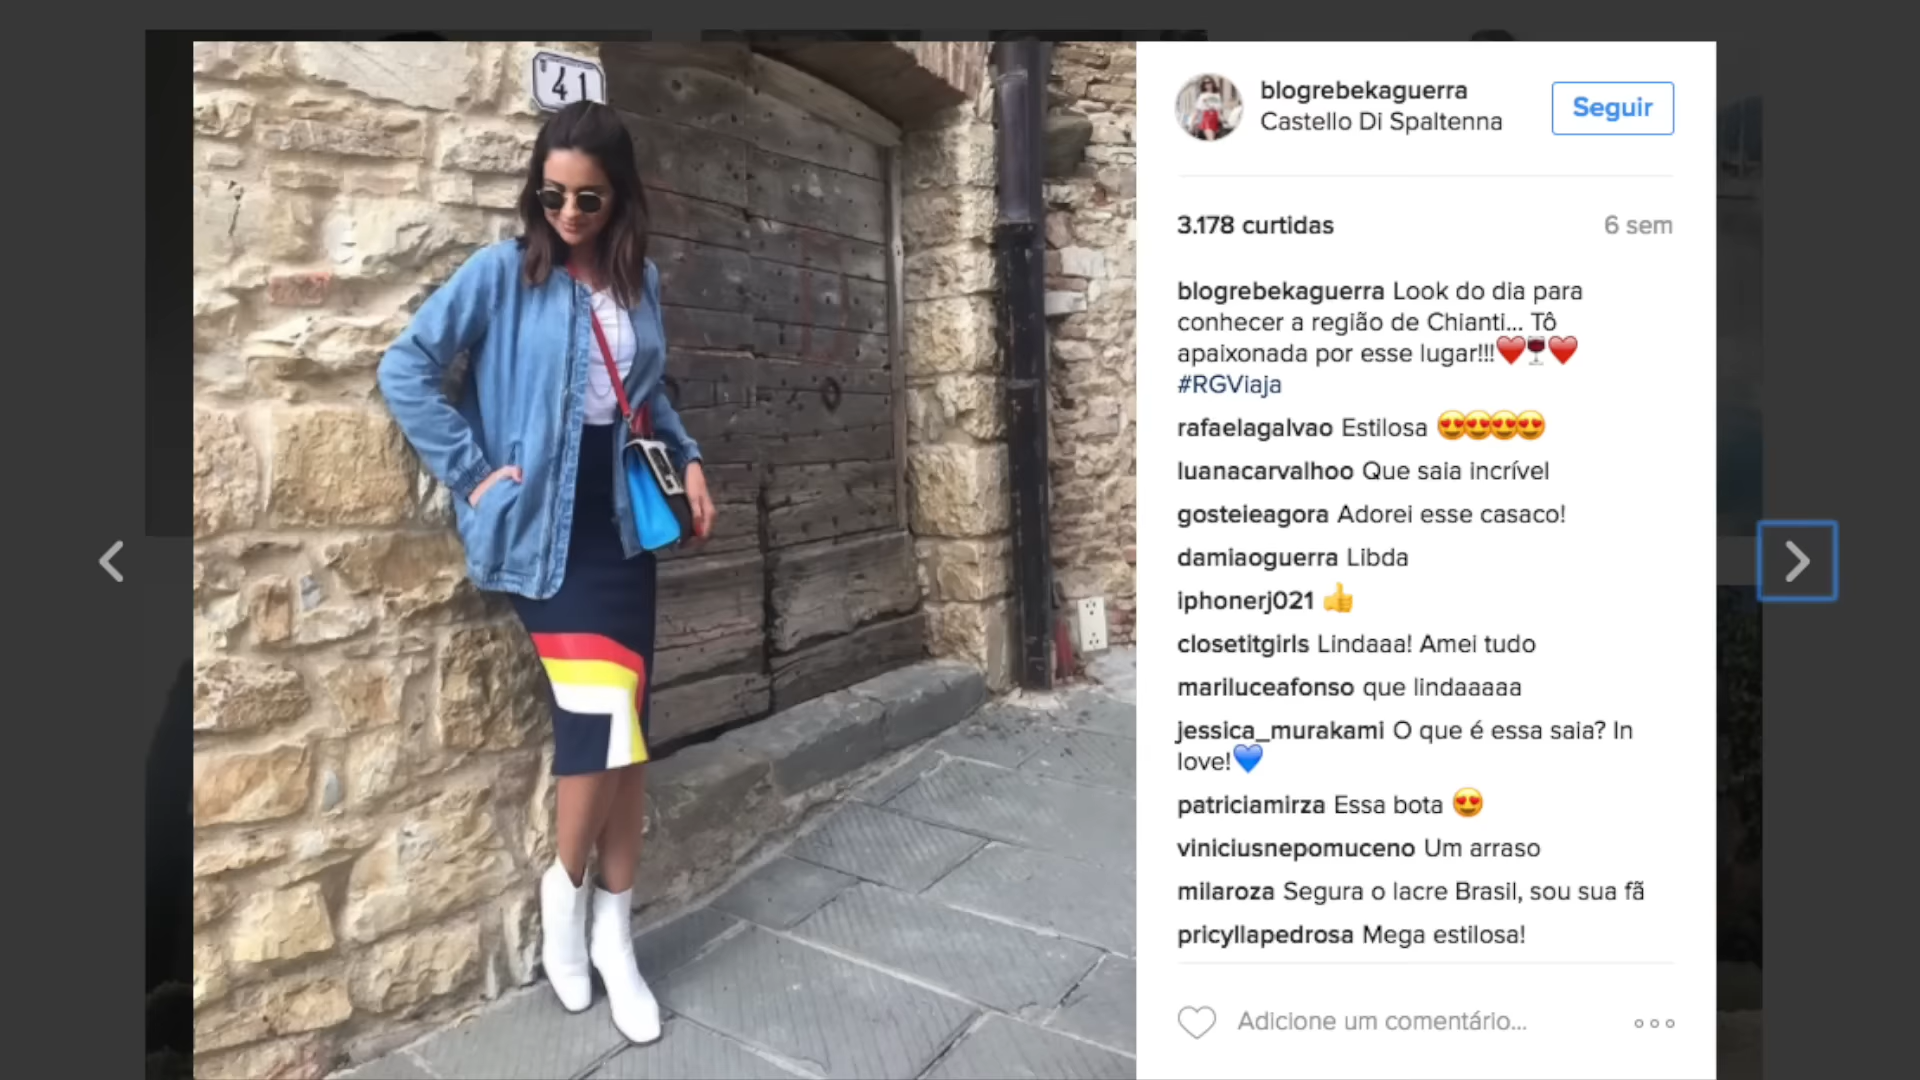 41
blogrebekaguerra
Castello Di Spaltenna
Seguir
3.178 curtidas
6 sem
blogrebekaguerra Look do dia para
conhecer a região de Chianti... Tô
apaixonada por esse lugar!!!❤️🍷❤️
#RGViaja
rafaelagalvao Estilosa 😍😍😍😍
luanacarvalhoo Que saia incrível
gosteieagora Adorei esse casaco!
damiaoguerra Libda
iphonerj021 👍
closetitgirls Lindaaa! Amei tudo
mariluceafonso que lindaaaaa
jessica_murakami O que é essa saia? In
love!💙
patriciamirza Essa bota 😍
viniciusnepomuceno Um arraso
milaroza Segura o lacre Brasil, sou sua fã
pricyllapedrosa Mega estilosa!
Adicione um comentário...